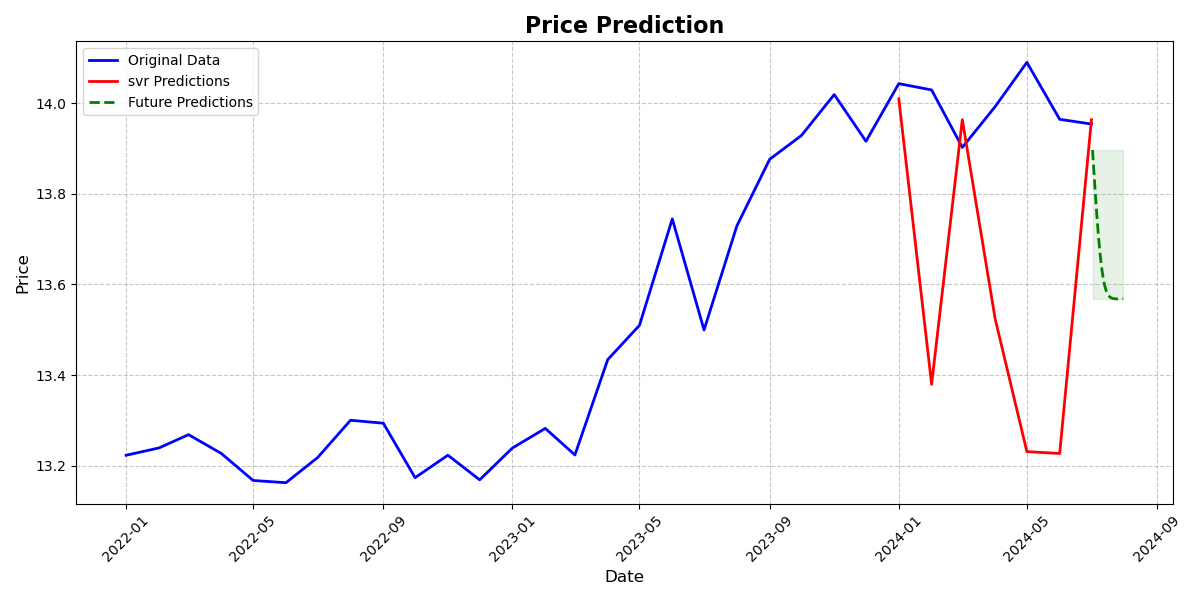 Price Prediction
Original Data
svr Predictions
Future Predictions
Price
14.0
13.8
13.6
13.4
13.2
2022-01
2022-05
2022-09
2023-01
2023-05
2023-09
2024-01
2024-05
2024-09
Date